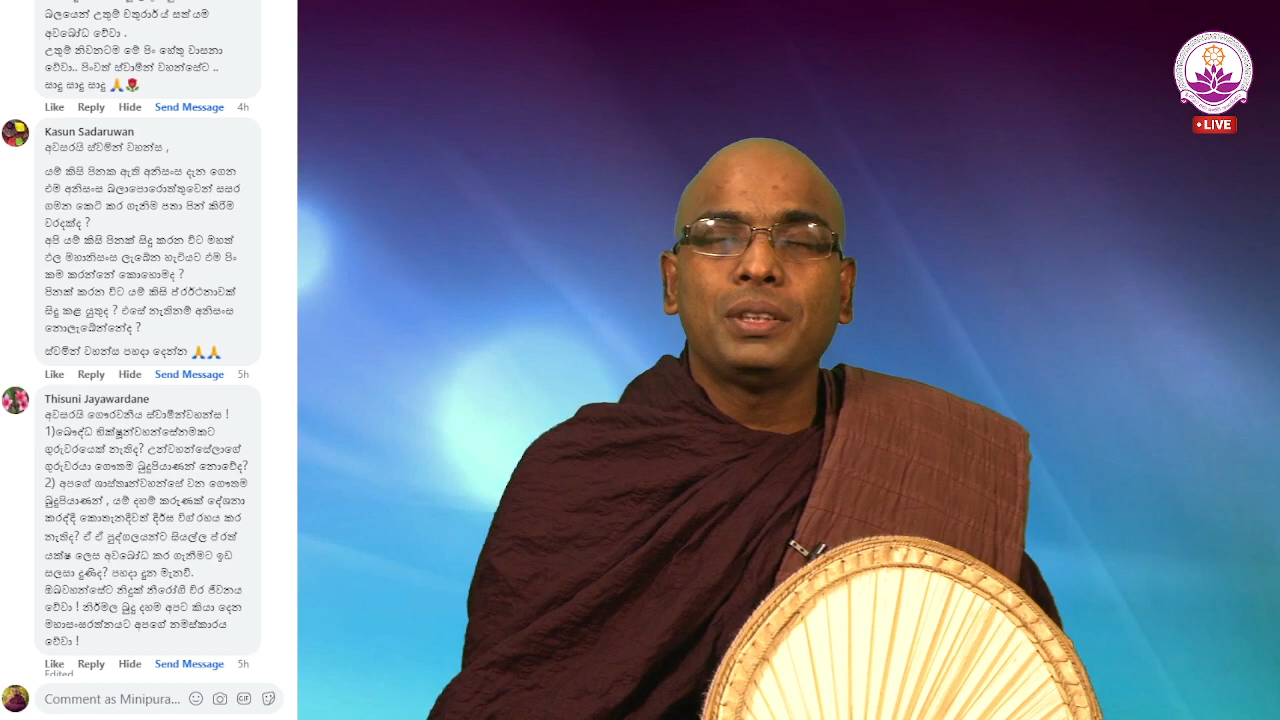 බලයෙන් උතුම් චතුරාර්ය සත්‍යම
අවබෝධ වේවා .
උතුම් නිවනටම මේ පිං හේතු වාසනා
වේවා.. පිංවත් ස්වාමීන් වහන්සේට ..
සාදු සාදු සාදු 🙏🌹
Like Reply Hide Send Message 4h
Kasun Sadaruwan
අවසරයි ස්වමින් වහන්ස ,
යම් කිසි පිනක ඇති අනිසංස දැන ගෙන
එම අනිසංස බලාපොරොත්තුවෙන් සසර
ගමන කෙටි කර ගැනිම පතා පින් කිරීම
වරදක්ද ?
අපි යම් කිසි පිනක් සිදු කරන විට මහත්
ඵල මහානිසංස ලැබෙන හැටියට එම පිං
කම කරන්නේ කොහොමද ?
පිනක් කරන විට යම් කිසි ප්‍රර්ථනාවක්
සිදු කළ යුතුද ? එසේ නැතිනම් අනිසංස
නොලැබෙන්නේද ?
ස්වමින් වහන්ස පහදා දෙන්න 🙏🙏
Like Reply Hide Send Message 5h
Thisuni Jayawardane
අවසරයි ගෞරවනීය ස්වාමීන්වහන්ස !
1)බෞද්ධ භික්ෂූන්වහන්සේනමකට
ගුරුවරයෙක් නැතිද? උන්වහන්සේලාගේ
ගුරුවරයා ගෞතම බුදුපියාණන් නොවේද?
2) අපගේ ශාස්තෘන්වහන්සේ වන ගෞතම
බුදුපියාණන් , යම් දහම් කරුණක් දේශනා
කරද්දී කොතැනදීවත් දීර්ඝ විග්‍රහය කර
නැතිද? ඒ ඒ පුද්ගලයන්ට සියල්ල ප්‍රත්
යක්ෂ ලෙස අවබෝධ කර ගැනීමට ඉඩ
සලසා දුණිද? පහදා දුන මැනවි.
ඔබවහන්සේට නිදුක් නීරෝගී චිර ජීවනය
වේවා ! නිර්මල බුදු දහම අපට කියා දෙන
මහාසංඝරත්නයට අපගේ නමස්කාරය
වේවා !
Like Reply Hide Send Message 5h
Edited
Comment as Minipura...
GIF
• LIVE